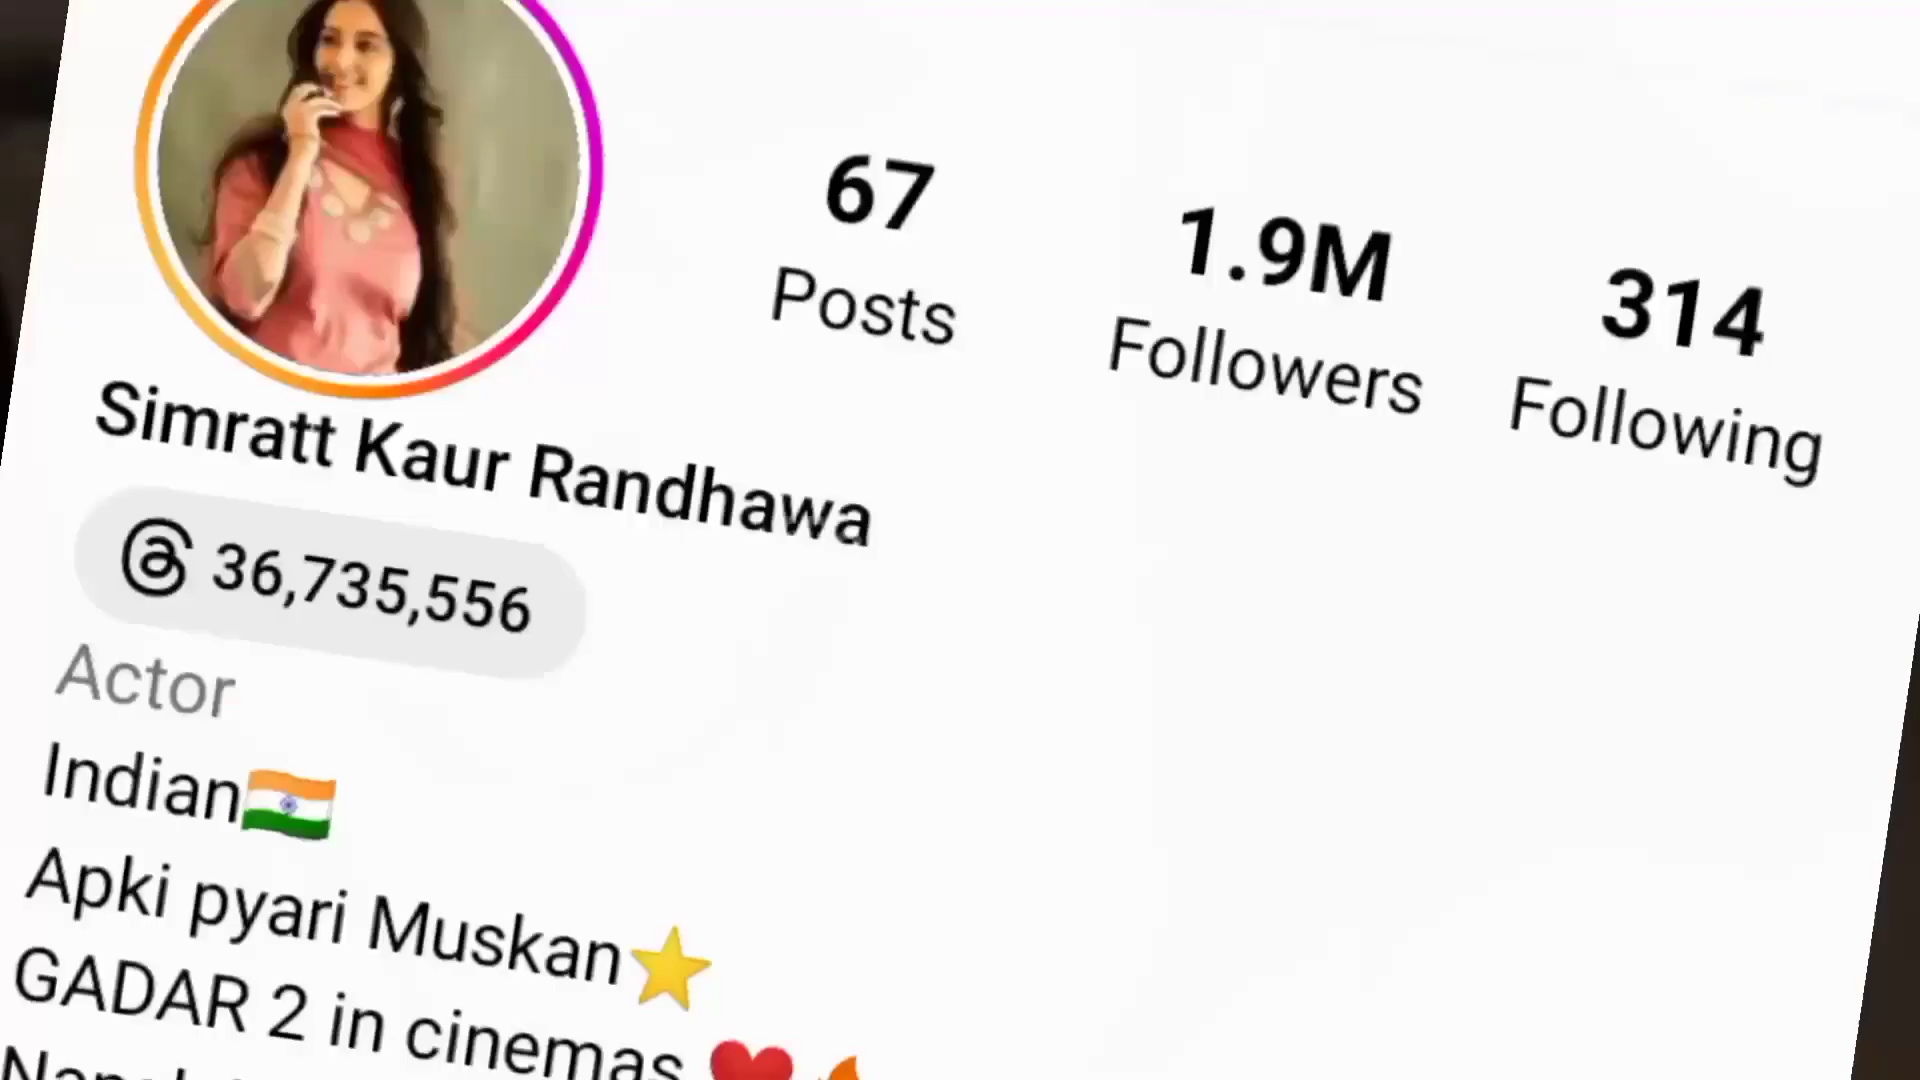 67 1.9M 314
Posts Followers Following
Simratt Kaur Randhawa
36,735,556
Actor
Indian🇮🇳
Apki pyari Muskan⭐
GADAR 2 in cinemas ❤️🔥